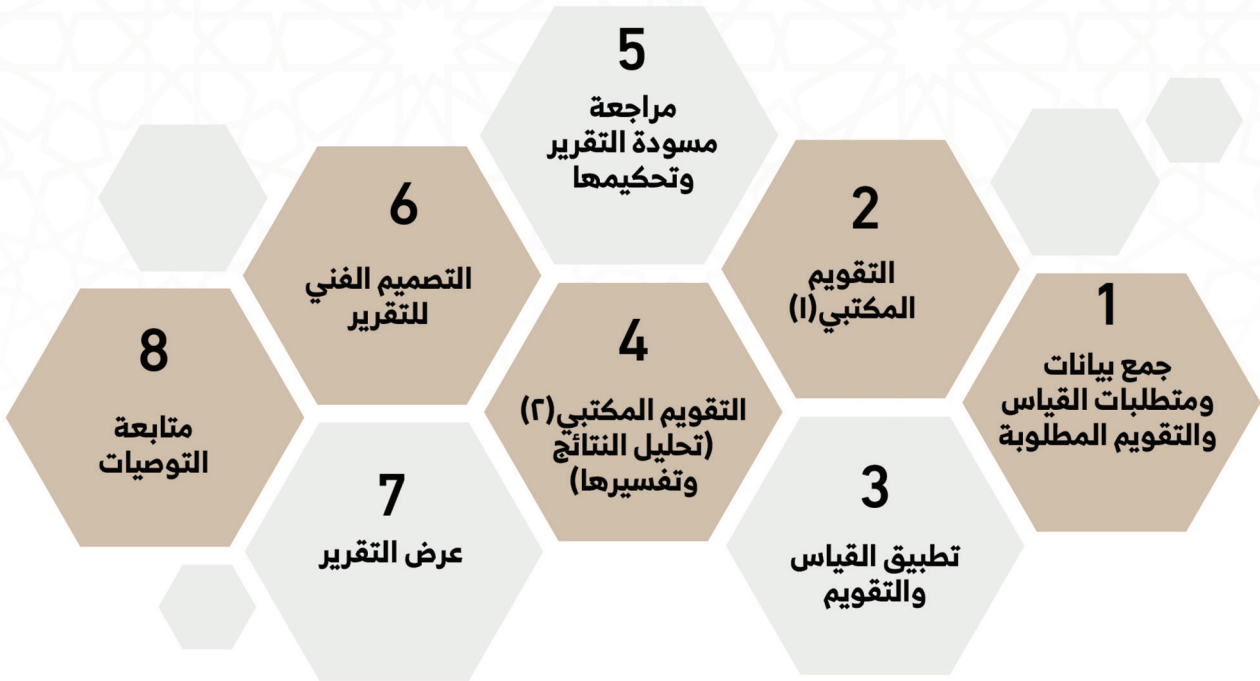 1
جمع بيانات
ومتطلبات القياس
والتقويم المطلوبة
2
التقويم
المكتبي(١)
3
تطبيق القياس
والتقويم
4
التقويم المكتبي(٢)
(تحليل النتائج
وتفسيرها)
5
مراجعة
مسودة التقرير
وتحكيمها
6
التصميم الفني
للتقرير
7
عرض التقرير
8
متابعة
التوصيات